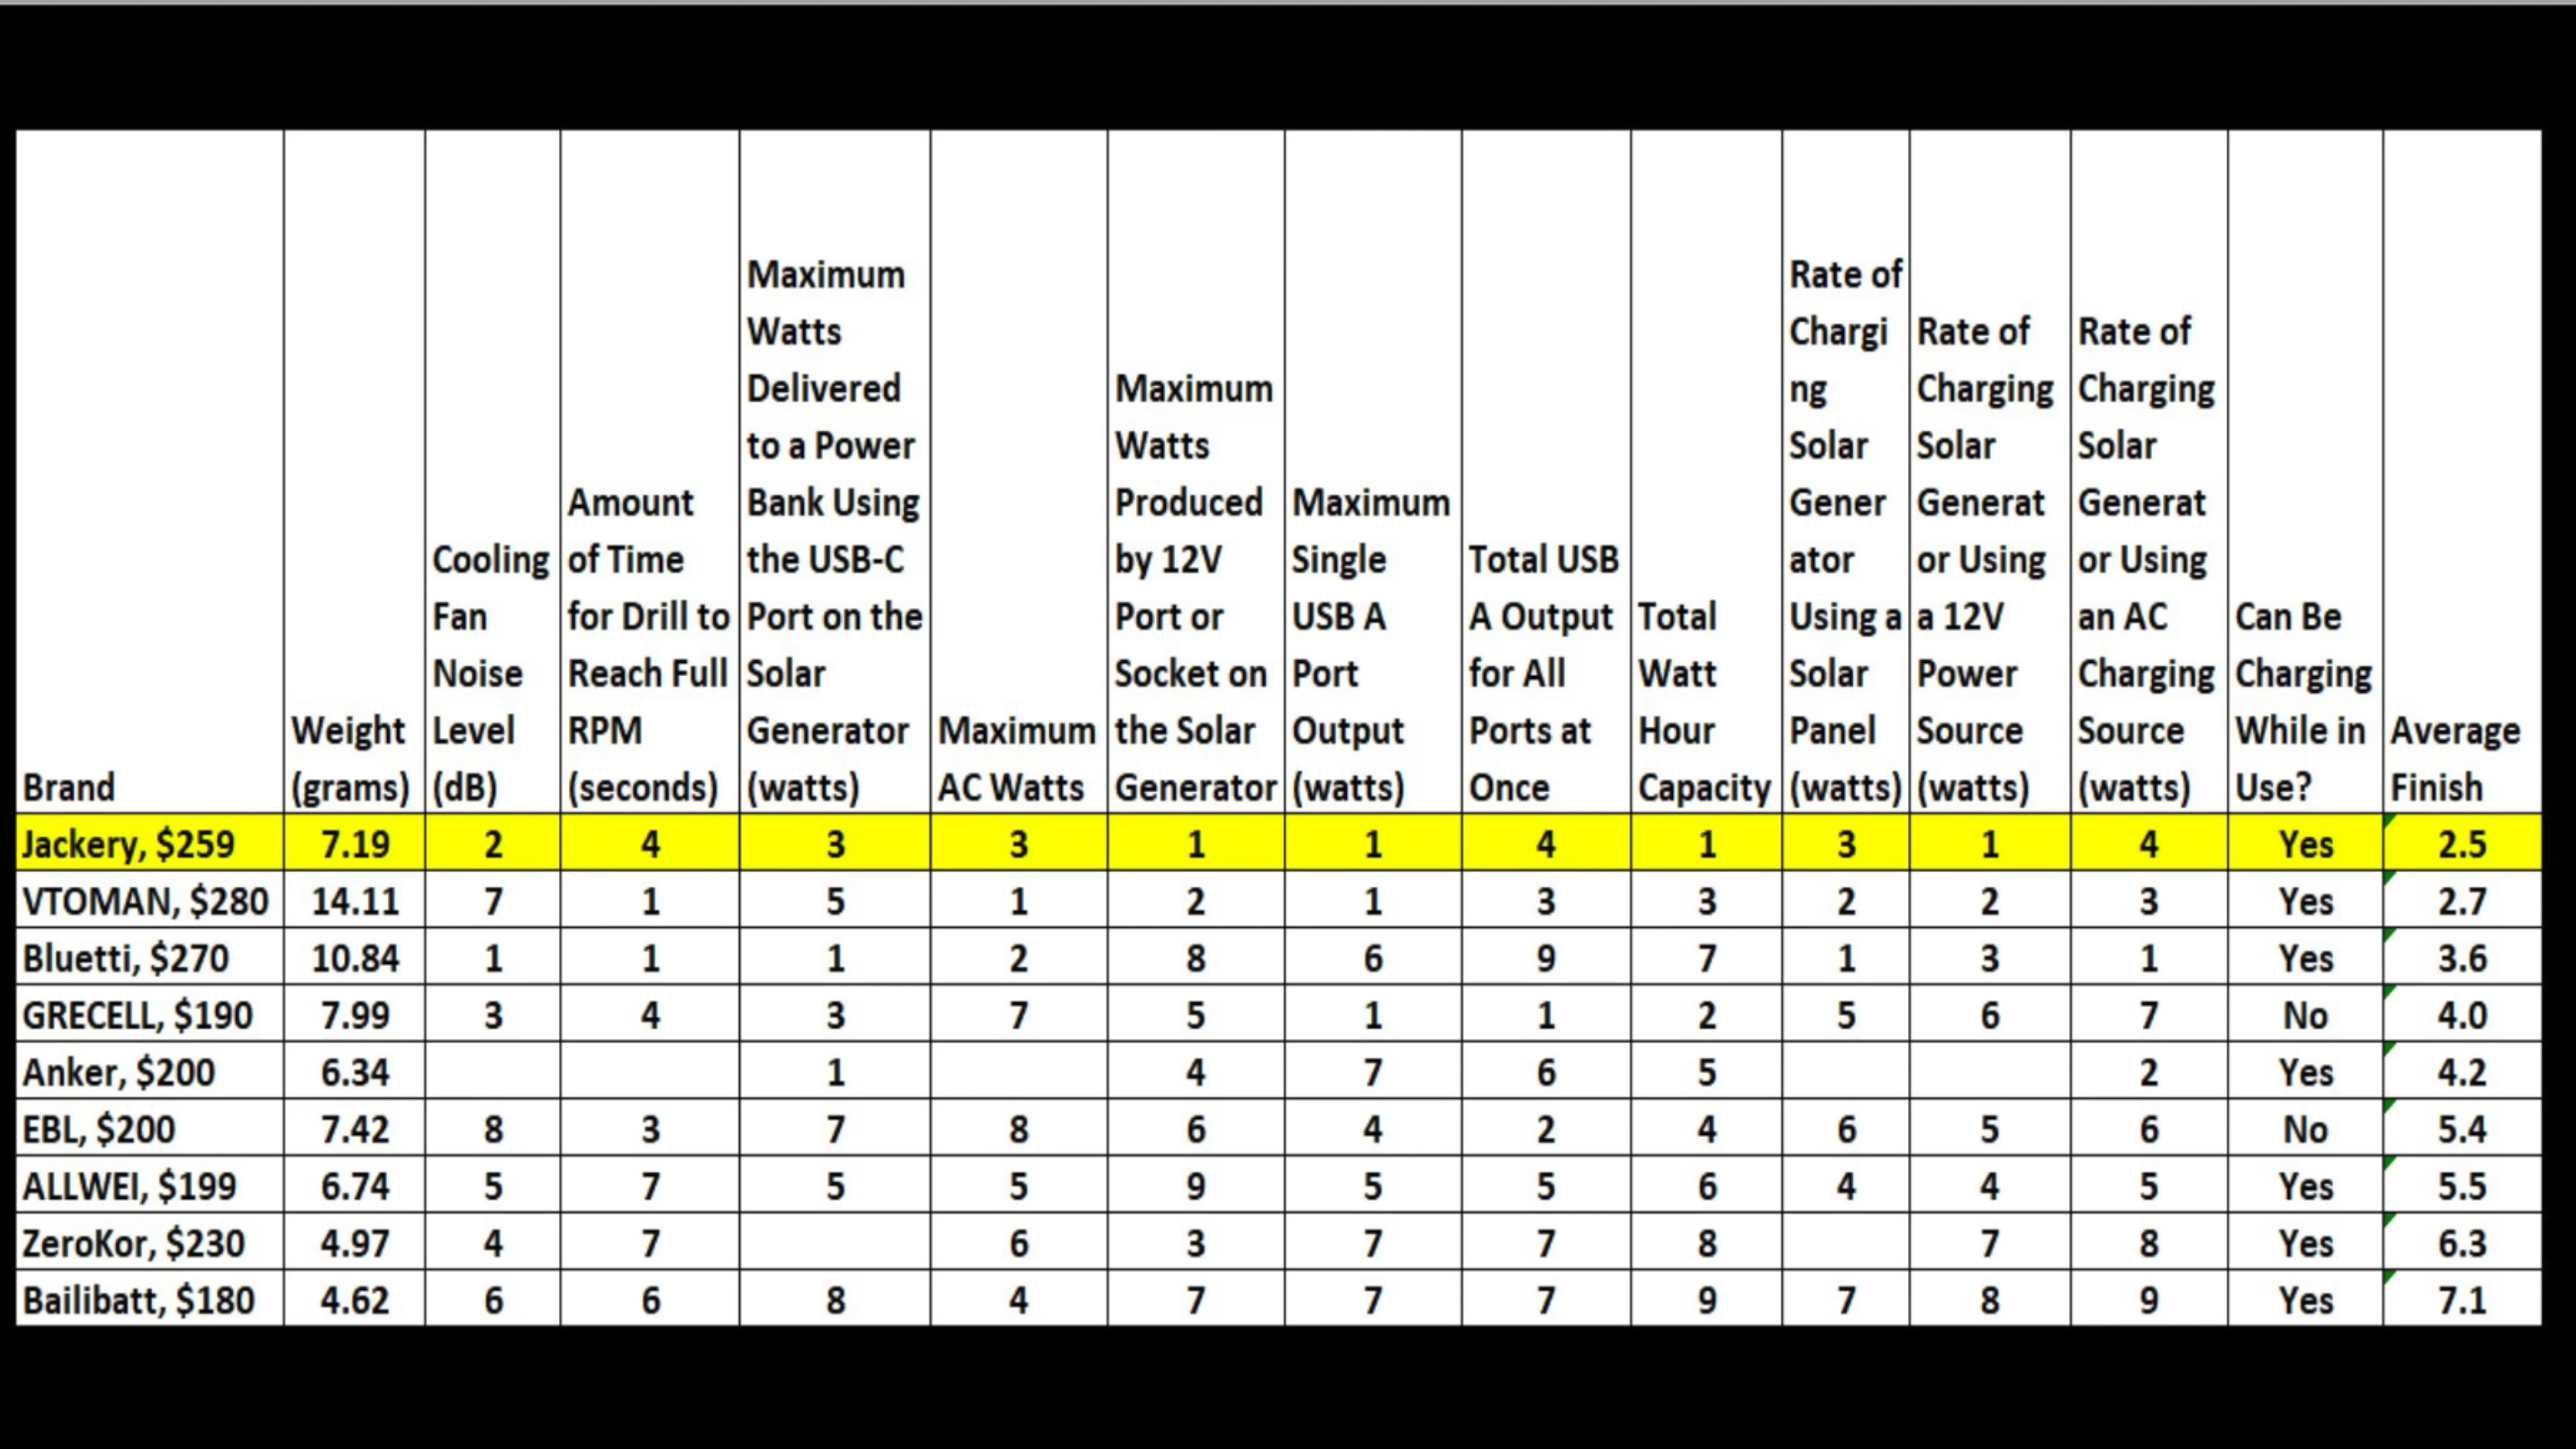 Brand
Weight
(grams)
Cooling
Fan
Noise
Level
(dB)
Amount
of Time
for Drill to
Reach Full
RPM
(seconds)
Maximum
Watts
Delivered
to a Power
Bank Using
the USB-C
Port on the
Solar
Generator
(watts)
Maximum
AC Watts
Maximum
Watts
Produced
by 12V
Port or
Socket on
the Solar
Generator
Maximum
Single
USB A
Port
Output
(watts)
Total USB
A Output
for All
Ports at
Once
Total
Watt
Hour
Capacity
Rate of
Chargi
ng
Solar
Gener
ator
Using a
Solar
Panel
(watts)
Rate of
Charging
Solar
Generat
or Using
a 12V
Power
Source
(watts)
Rate of
Charging
Solar
Generat
or Using
an AC
Charging
Source
(watts)
Can Be
Charging
While in
Use?
Average
Finish
Jackery, $259 7.19 2 4 3 3 1 1 4 1 3 1 4 Yes 2.5
VTOMAN, $280 14.11 7 1 5 1 2 1 3 3 2 2 3 Yes 2.7
Bluetti, $270 10.84 1 1 1 2 8 6 9 7 1 3 1 Yes 3.6
GRECELL, $190 7.99 3 4 3 7 5 1 1 2 5 6 7 No 4.0
Anker, $200 6.34 1 4 7 6 5 2 Yes 4.2
EBL, $200 7.42 8 3 7 8 6 4 2 4 6 5 6 No 5.4
ALLWEI, $199 6.74 5 7 5 5 9 5 5 6 4 4 5 Yes 5.5
ZeroKor, $230 4.97 4 7 6 3 7 7 8 7 8 Yes 6.3
Bailibatt, $180 4.62 6 6 8 4 7 7 7 9 7 8 9 Yes 7.1